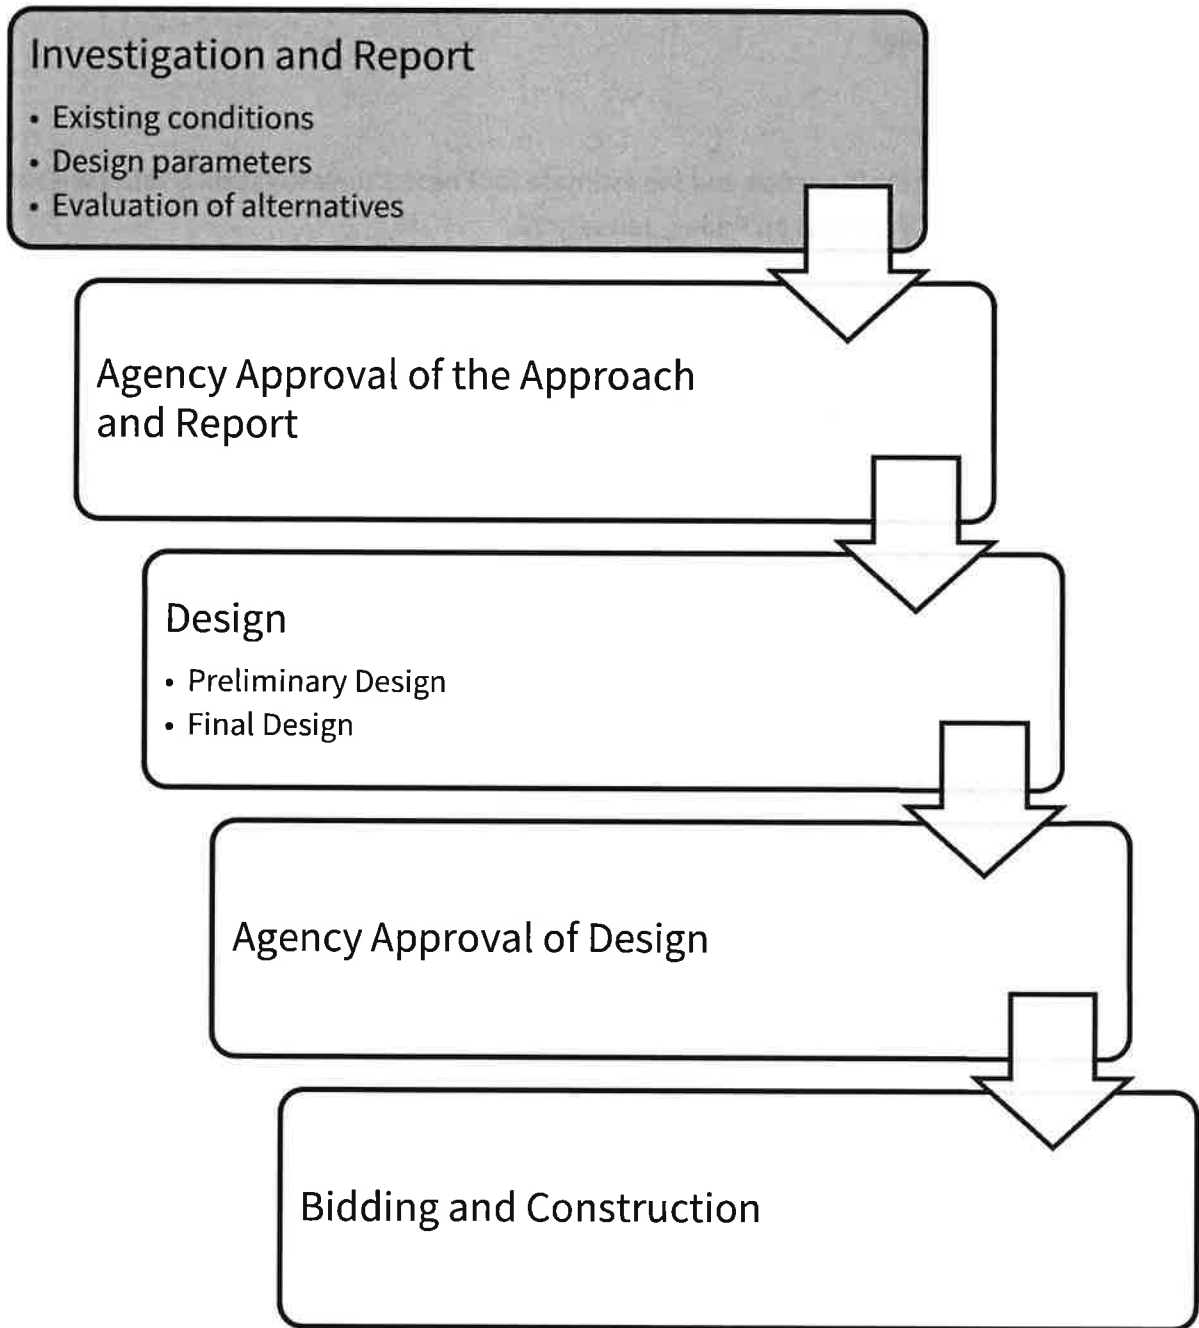 Investigation and Report
• Existing conditions
• Design parameters
• Evaluation of alternatives
Agency Approval of the Approach
and Report
Design
• Preliminary Design
• Final Design
Agency Approval of Design
Bidding and Construction